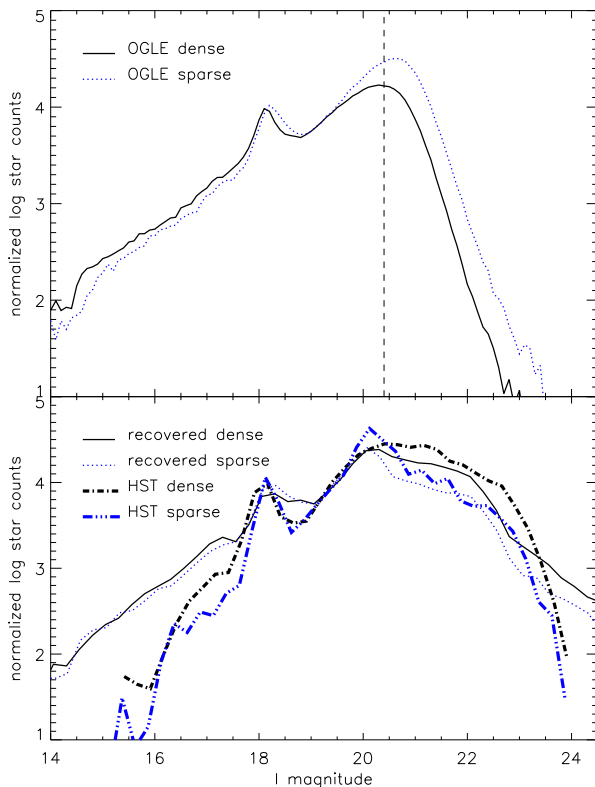 5
OGLE dense
OGLE sparse
4
3
2
1
normalized log star counts
5
recovered dense
recovered sparse
HST dense
HST sparse
4
3
2
1
normalized log star counts
14 16 18 20 22 24
I magnitude